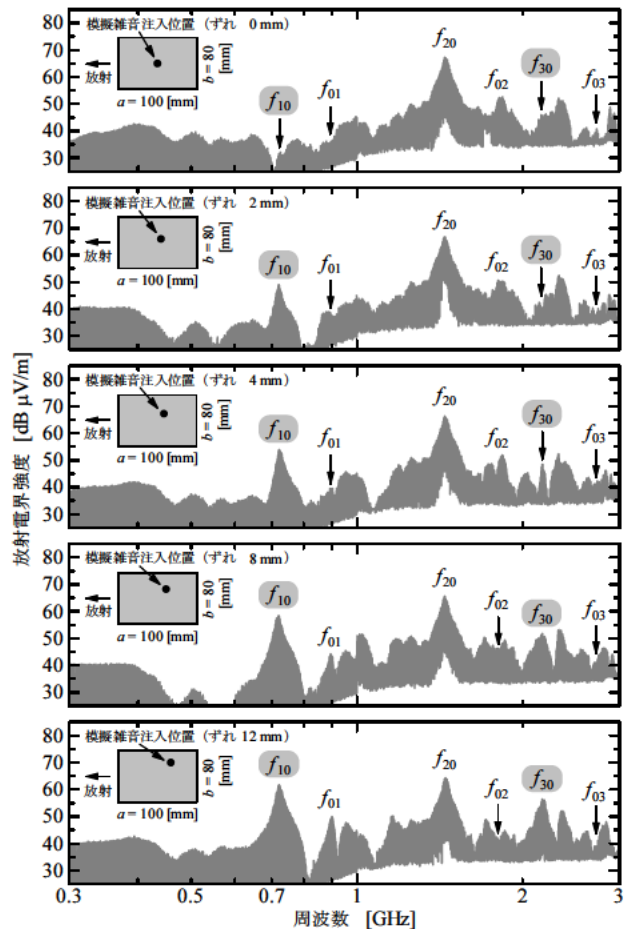 放射電界強度 [dB μV/m]
模擬雑音注入位置 (ずれ 0 mm)
放射
a = 100 [mm]
b = 80
[mm]
f10
f01
f20
f02
f30
f03
80
70
60
50
40
30
模擬雑音注入位置 (ずれ 2 mm)
放射
a = 100 [mm]
b = 80
[mm]
f10
f01
f20
f02
f30
f03
80
70
60
50
40
30
模擬雑音注入位置 (ずれ 4 mm)
放射
a = 100 [mm]
b = 80
[mm]
f10
f01
f20
f02
f30
f03
80
70
60
50
40
30
模擬雑音注入位置 (ずれ 8 mm)
放射
a = 100 [mm]
b = 80
[mm]
f10
f01
f20
f02
f30
f03
80
70
60
50
40
30
模擬雑音注入位置 (ずれ 12 mm)
放射
a = 100 [mm]
b = 80
[mm]
f10
f01
f20
f02
f30
f03
80
70
60
50
40
30
0.3 0.7 1 2 3
周波数 [GHz]